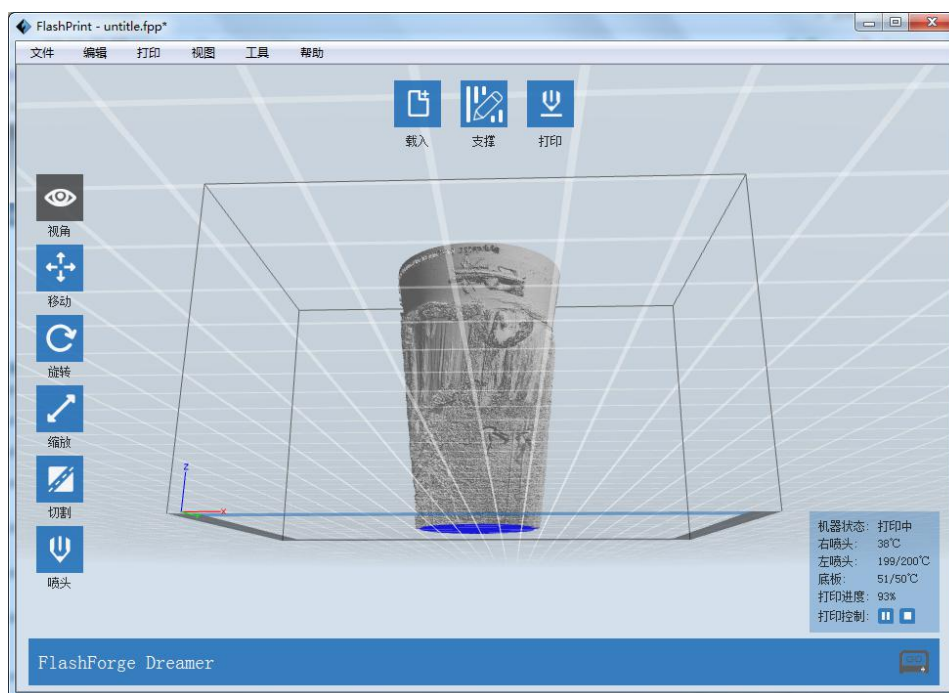 FlashPrint - untitle.fpp*
文件 编辑 打印 视图 工具 帮助
载入 支撑 打印
视角
移动
旋转
缩放
切割
喷头
z
x
机器状态: 打印中
右喷头: 38℃
左喷头: 199/200℃
底板: 51/50℃
打印进度: 93%
打印控制:
FlashForge Dreamer